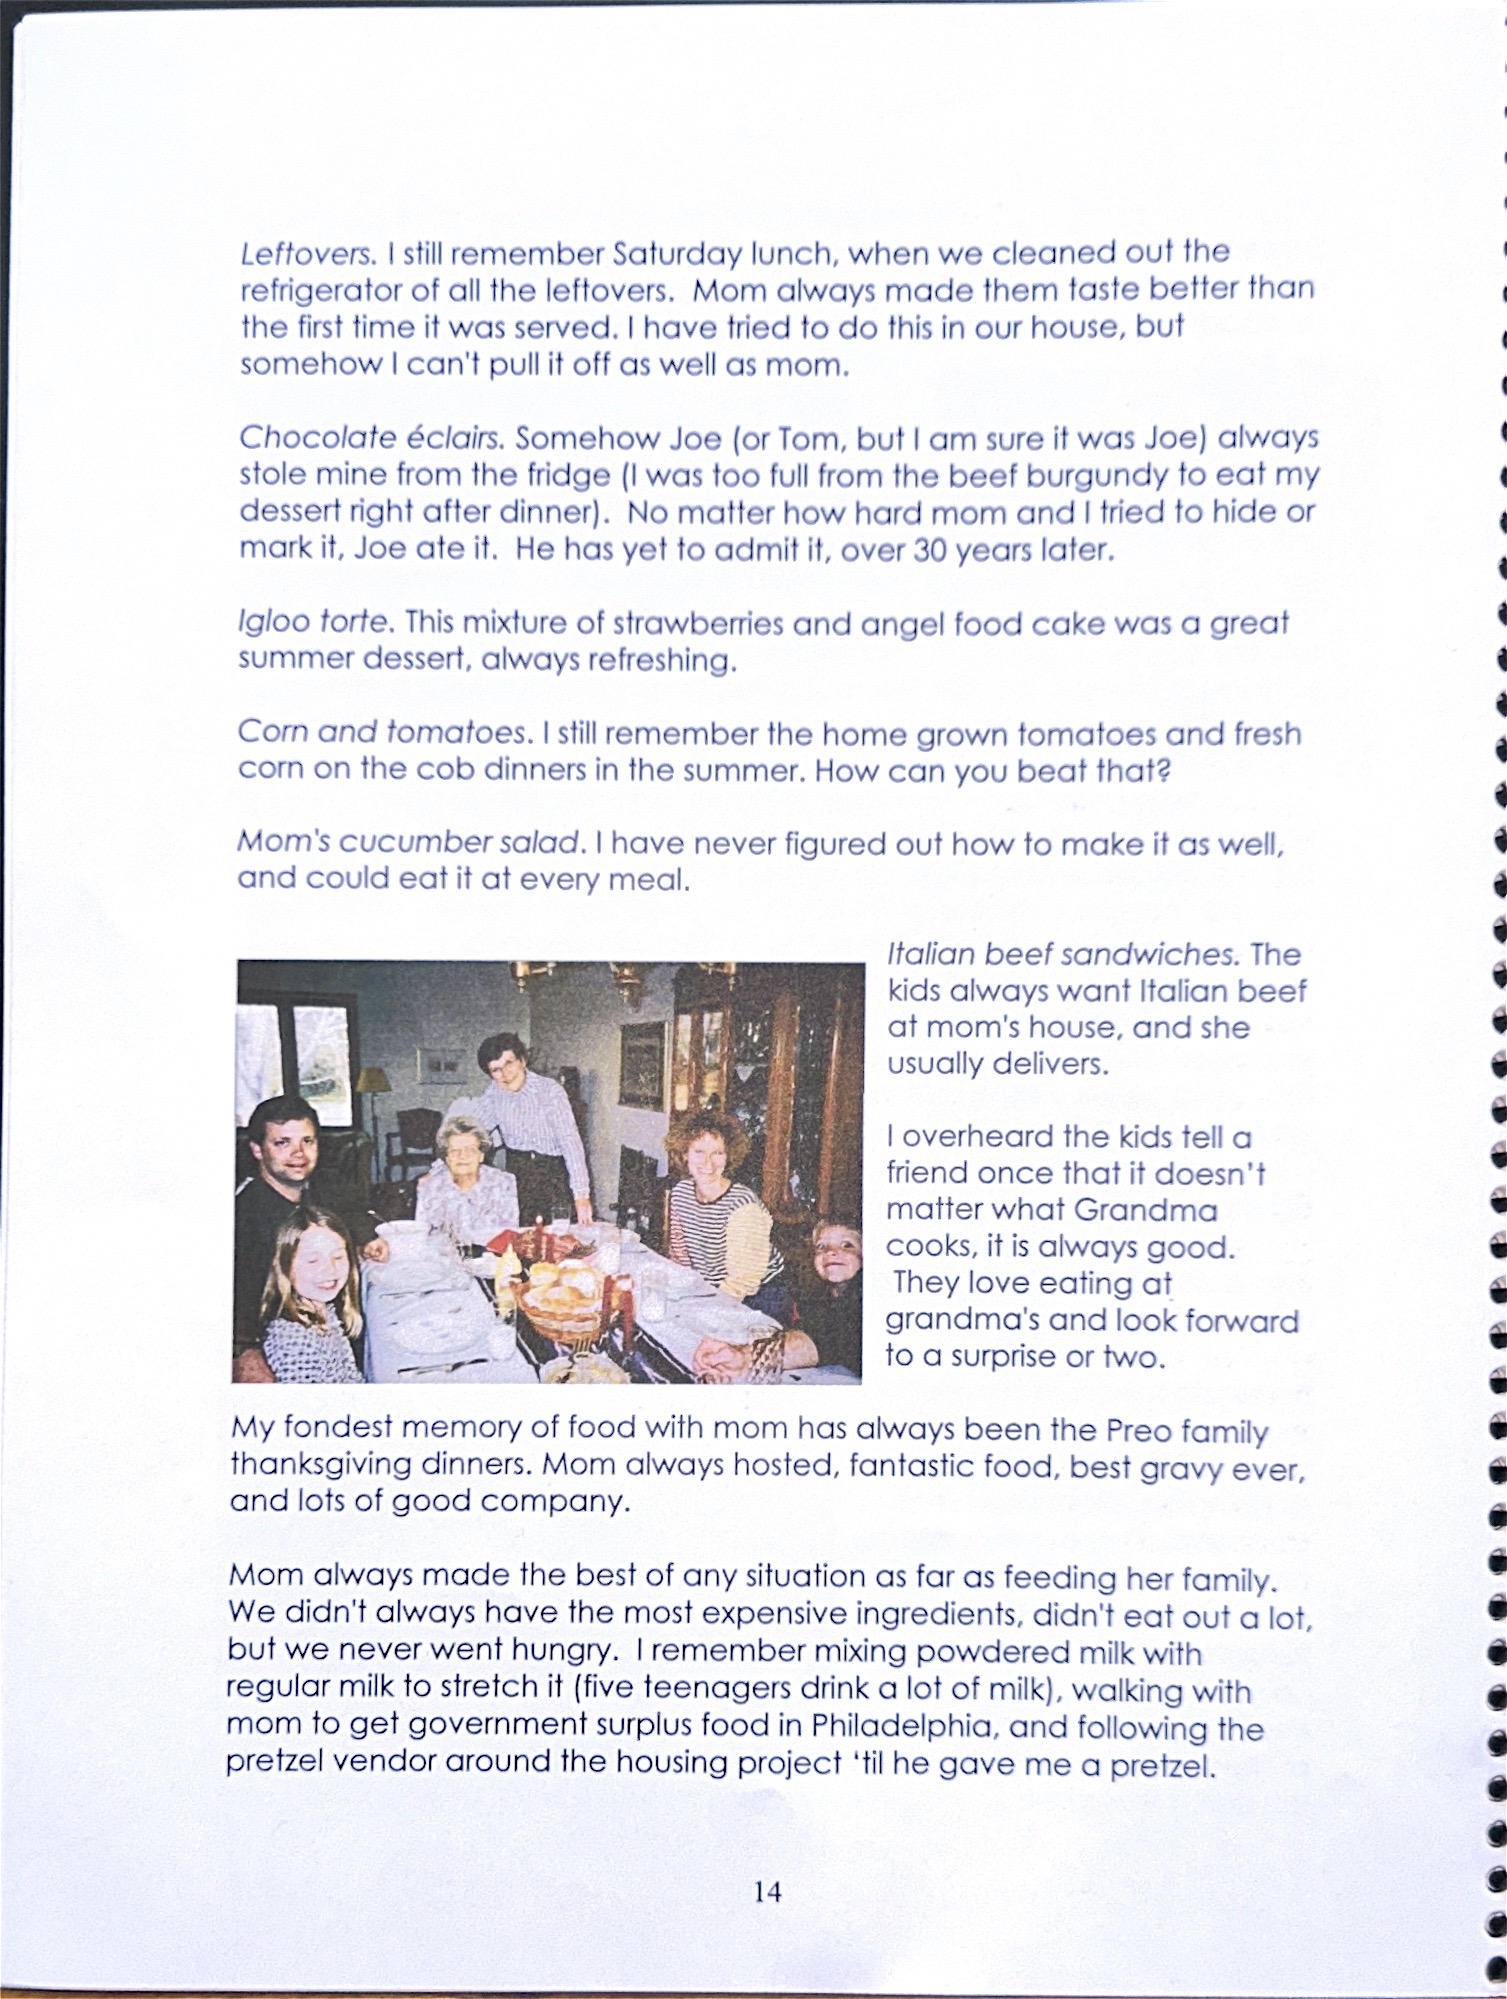 Leftovers. I still remember Saturday lunch, when we cleaned out the
refrigerator of all the leftovers.  Mom always made them taste better than
the first time it was served. I have tried to do this in our house, but
somehow I can't pull it off as well as mom.
Chocolate éclairs. Somehow Joe (or Tom, but I am sure it was Joe) always
stole mine from the fridge (I was too full from the beef burgundy to eat my
dessert right after dinner).  No matter how hard mom and I tried to hide or
mark it, Joe ate it.  He has yet to admit it, over 30 years later.
Igloo torte. This mixture of strawberries and angel food cake was a great
summer dessert, always refreshing.
Corn and tomatoes. I still remember the home grown tomatoes and fresh
corn on the cob dinners in the summer. How can you beat that?
Mom's cucumber salad. I have never figured out how to make it as well,
and could eat it at every meal.
Italian beef sandwiches. The
kids always want Italian beef
at mom's house, and she
usually delivers.
I overheard the kids tell a
friend once that it doesn't
matter what Grandma
cooks, it is always good.
They love eating at
grandma's and look forward
to a surprise or two.
My fondest memory of food with mom has always been the Preo family
thanksgiving dinners. Mom always hosted, fantastic food, best gravy ever,
and lots of good company.
Mom always made the best of any situation as far as feeding her family.
We didn't always have the most expensive ingredients, didn't eat out a lot,
but we never went hungry.  I remember mixing powdered milk with
regular milk to stretch it (five teenagers drink a lot of milk), walking with
mom to get government surplus food in Philadelphia, and following the
pretzel vendor around the housing project ‘til he gave me a pretzel.
14